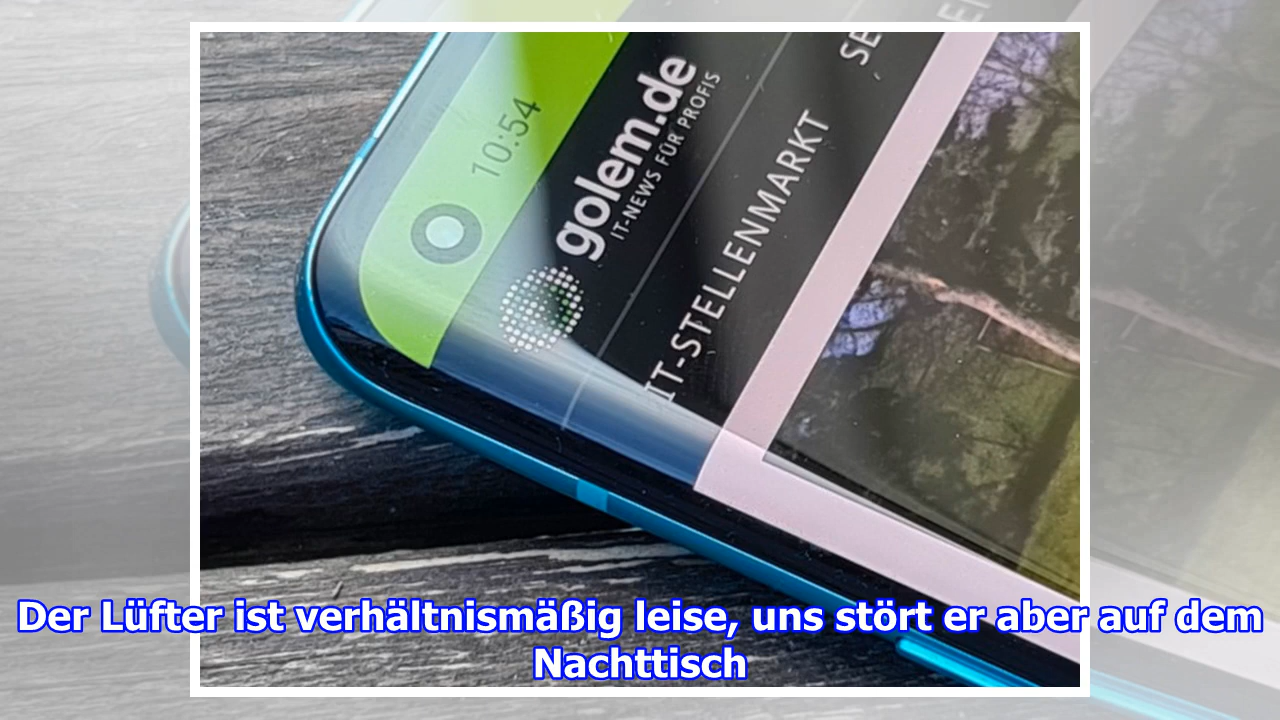 10:54
golem.de
IT-NEWS FÜR PROFIS
IT-STELLENMARKT
Der Lüfter ist verhältnismäßig leise, uns stört er aber auf dem
Nachttisch